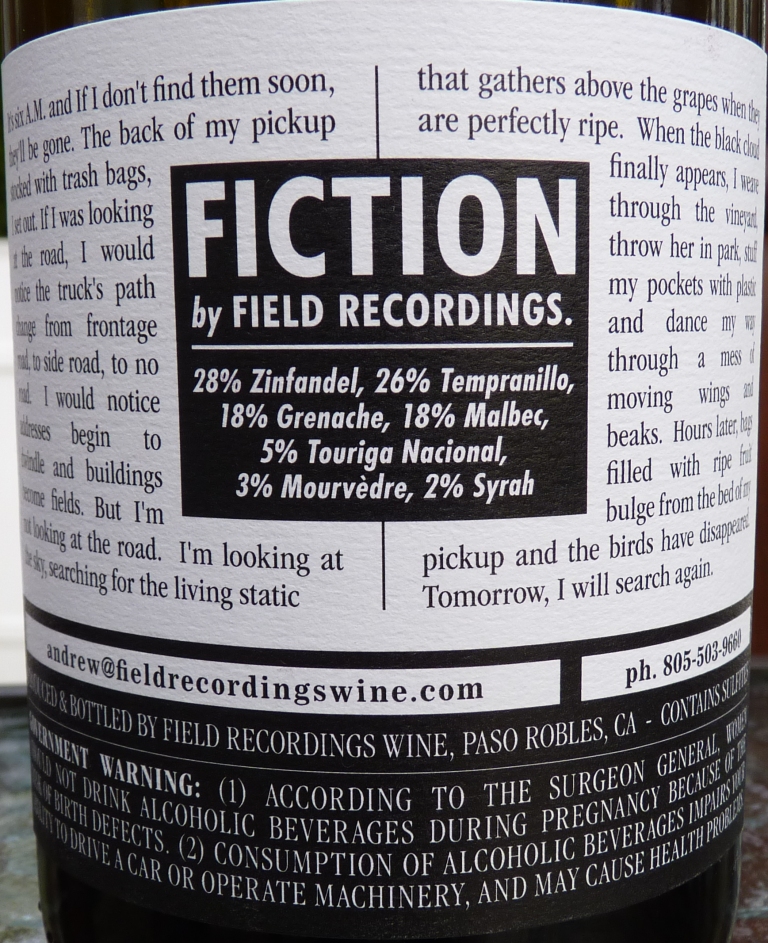 six A.M. and If I don't find them soon,
they'll be gone. The back of my pickup
with trash bags,
I set out. If I was looking
the road, I would
notice the truck's path
change from frontage
road, to side road, to no
road. I would notice
addresses begin to
dwindle and buildings
become fields. But I'm
not looking at the road. I'm looking at
the sky, searching for the living static
that gathers above the grapes when they
are perfectly ripe. When the black cloud
finally appears, I weave
through the vineyard,
throw her in park, stuff
my pockets with plastic
and dance my way
through a mess of
moving wings and
beaks. Hours later, bags
filled with ripe fruit
bulge from the bed of my
pickup and the birds have disappeared.
Tomorrow, I will search again.
FICTION
by FIELD RECORDINGS.
28% Zinfandel, 26% Tempranillo,
18% Grenache, 18% Malbec,
5% Touriga Nacional,
3% Mourvèdre, 2% Syrah
andrew@fieldrecordingswine.com
ph. 805-503-9660
PRODUCED & BOTTLED BY FIELD RECORDINGS WINE, PASO ROBLES, CA - CONTAINS SULFITES
GOVERNMENT WARNING: (1) ACCORDING TO THE SURGEON GENERAL, WOMEN
SHOULD NOT DRINK ALCOHOLIC BEVERAGES DURING PREGNANCY BECAUSE OF THE
OF BIRTH DEFECTS. (2) CONSUMPTION OF ALCOHOLIC BEVERAGES IMPAIRS YOUR
ABILITY TO DRIVE A CAR OR OPERATE MACHINERY, AND MAY CAUSE HEALTH PROBLEMS.